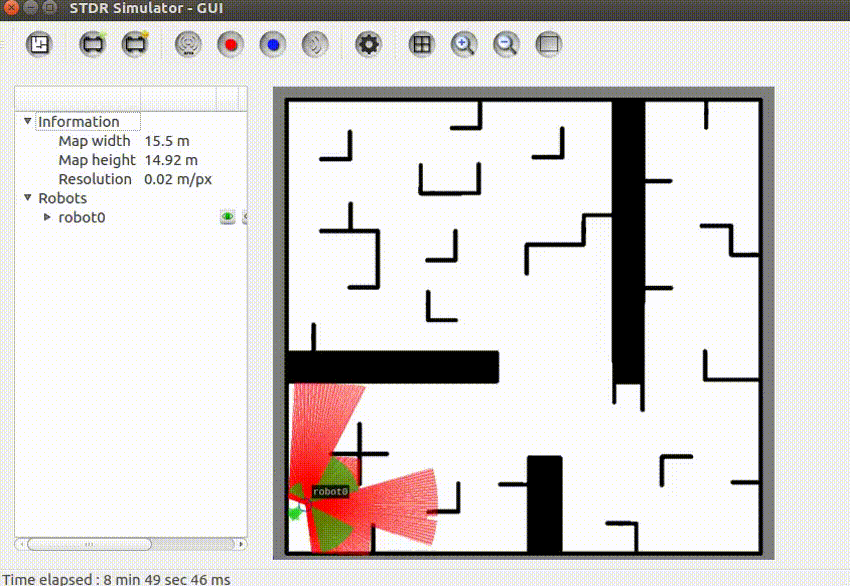 STDR Simulator - GUI
Information
Map width 15.5 m
Map height 14.92 m
Resolution 0.02 m/px
Robots
robot0
robot0
Time elapsed : 8 min 49 sec 46 ms